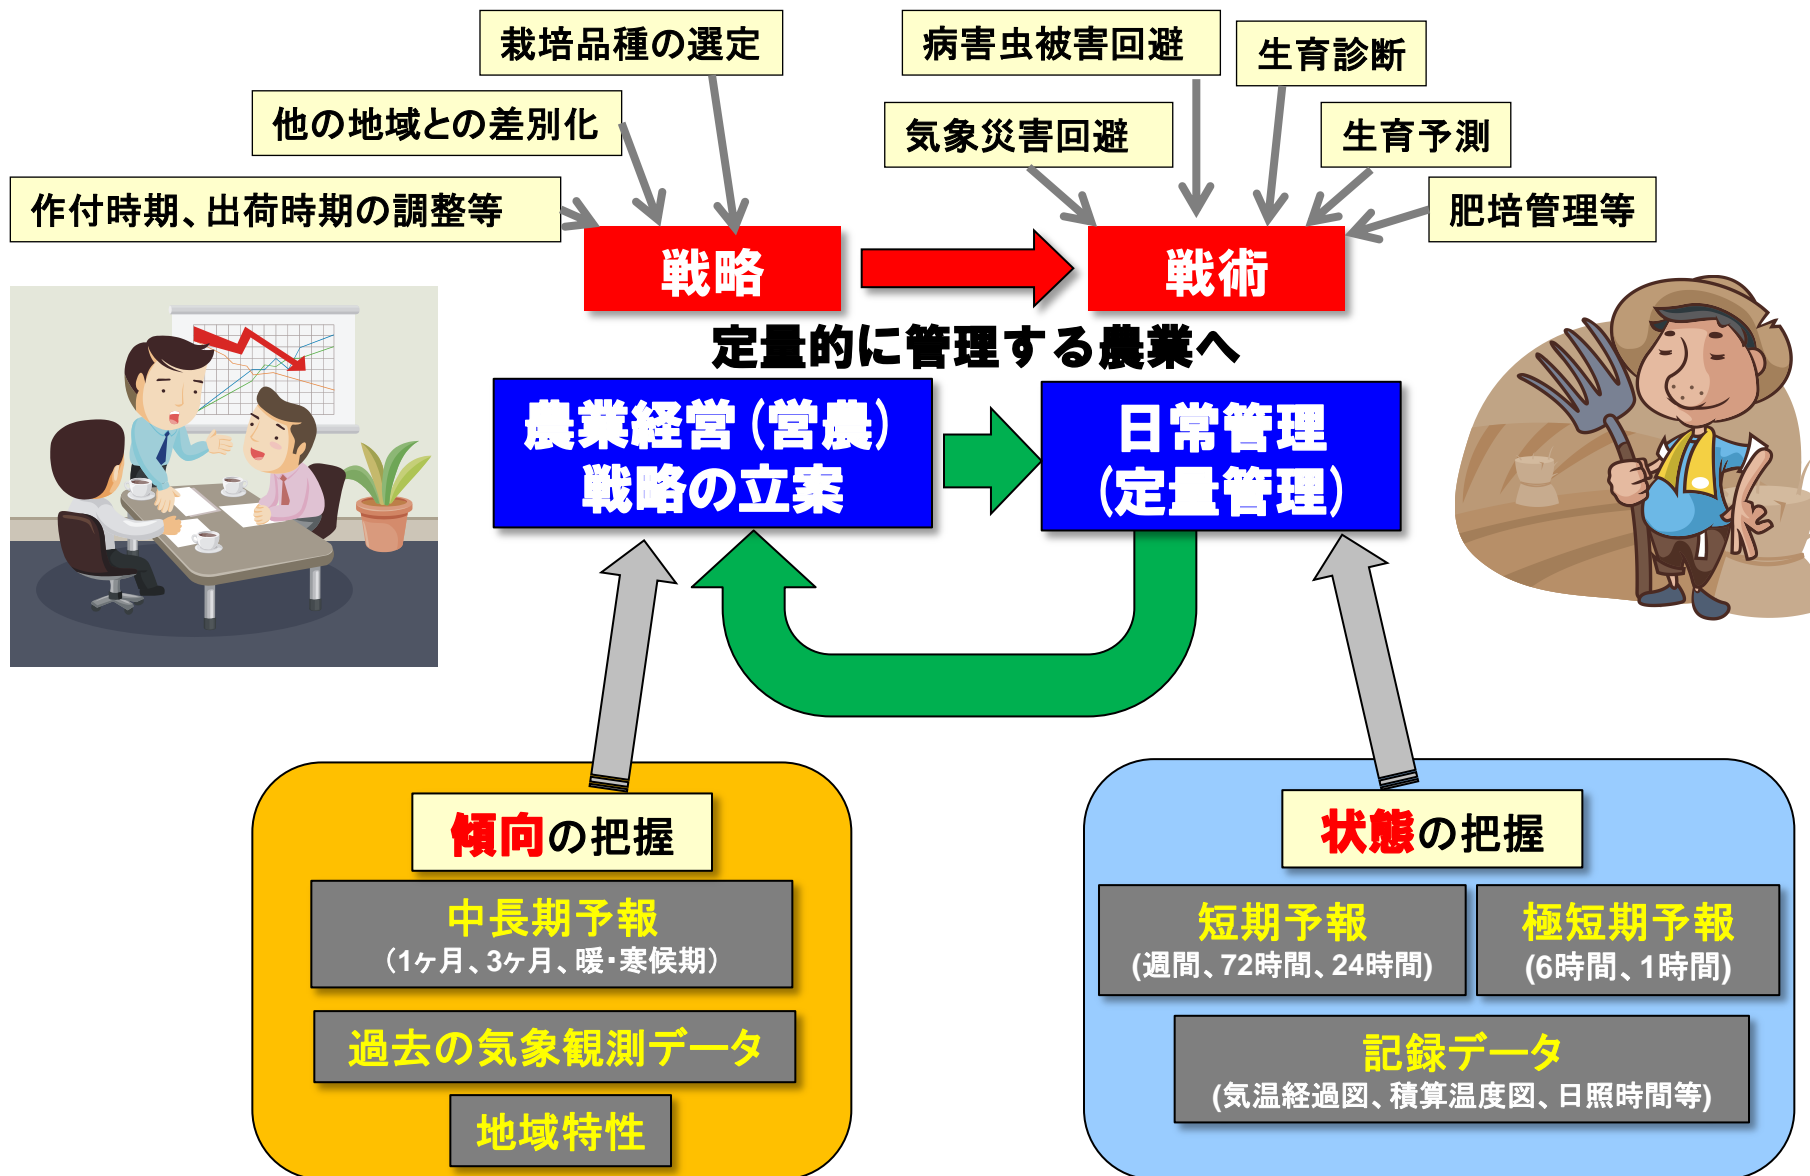 栽培品種の選定
病害虫被害回避
生育診断
他の地域との差別化
気象災害回避
生育予測
作付時期、出荷時期の調整等
肥培管理等
戦略
戦術
定量的に管理する農業へ
農業経営(営農)
戦略の立案
日常管理
(定量管理)
傾向の把握
中長期予報
(1ヶ月、3ヶ月、暖・寒候期)
過去の気象観測データ
地域特性
状態の把握
短期予報
(週間、72時間、24時間)
極短期予報
(6時間、1時間)
記録データ
(気温経過図、積算温度図、日照時間等)